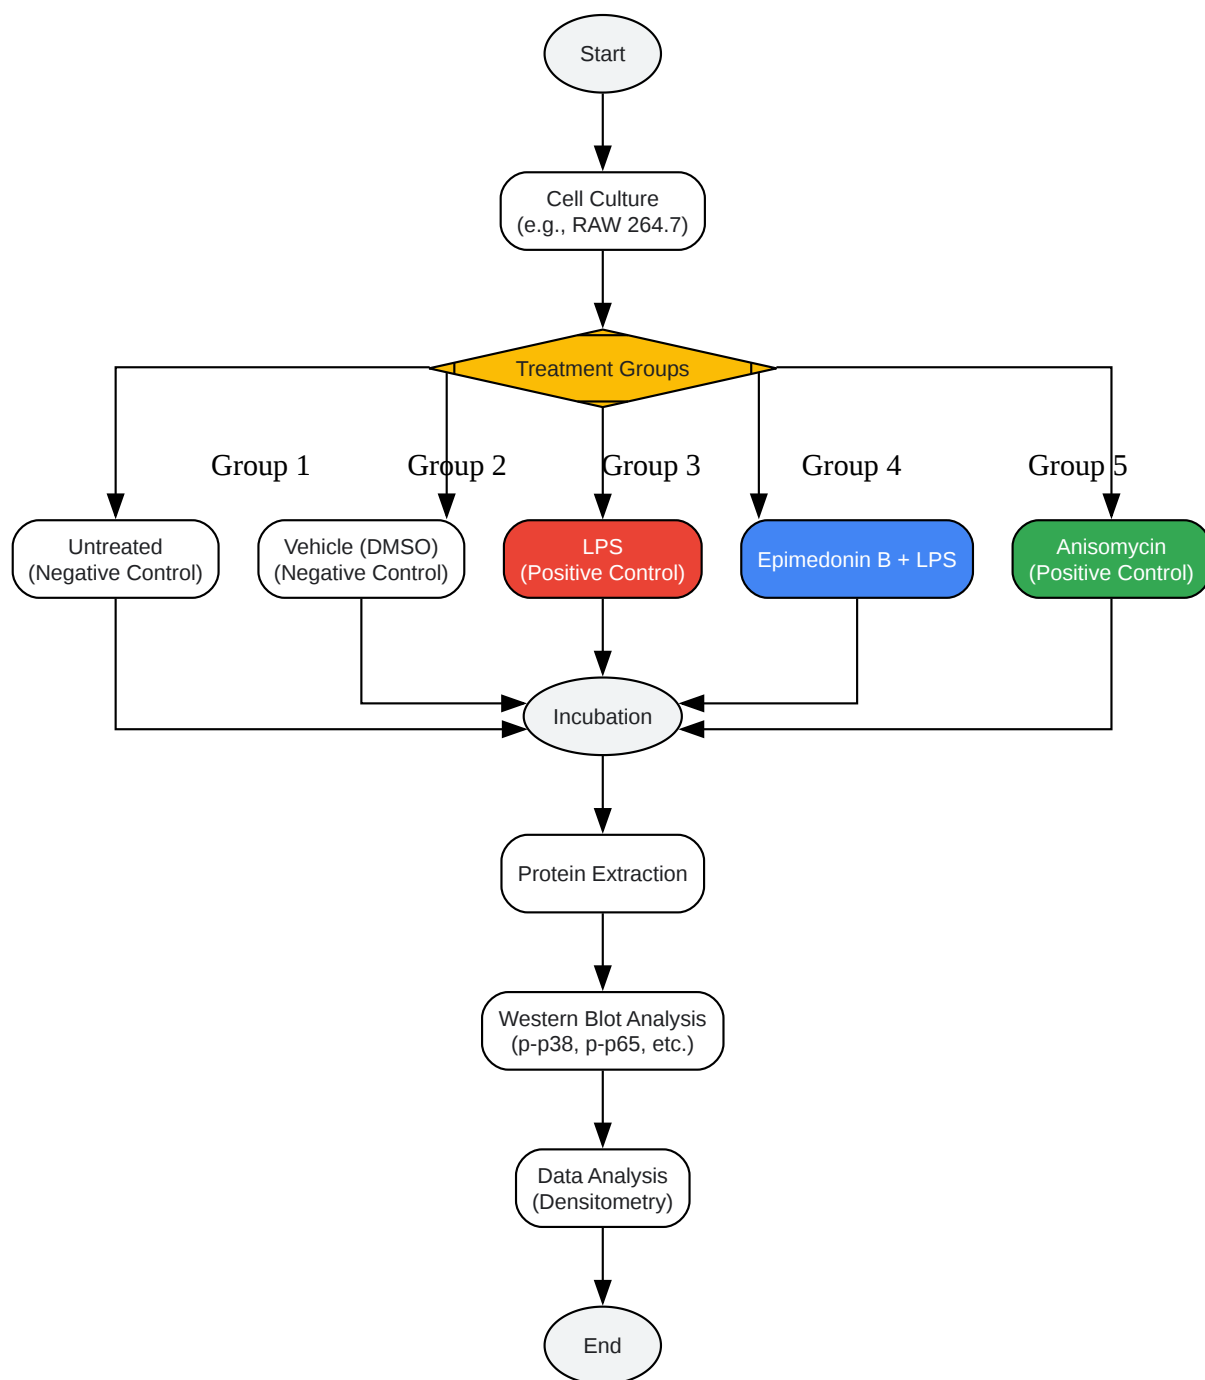 Start
Cell Culture
(e.g., RAW 264.7)
Treatment Groups
Group 1
Group 2
Group 3
Group 4
Group 5
Untreated
(Negative Control)
Vehicle (DMSO)
(Negative Control)
LPS
(Positive Control)
Epimedonin B + LPS
Anisomycin
(Positive Control)
Incubation
Protein Extraction
Western Blot Analysis
(p-p38, p-p65, etc.)
Data Analysis
(Densitometry)
End